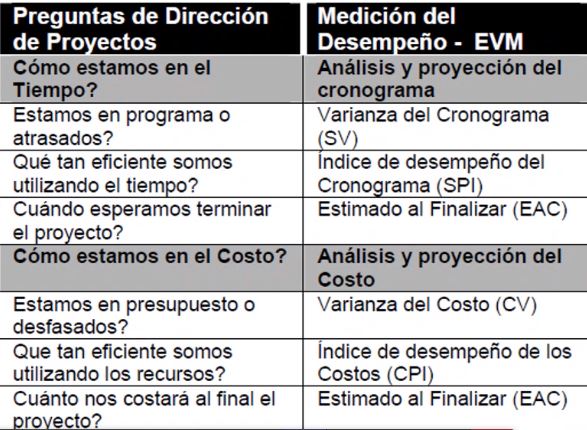 Preguntas de Dirección
de Proyectos
Medición del
Desempeño - EVM
Cómo estamos en el
Tiempo?
Análisis y proyección del
cronograma
Estamos en programa o
atrasados?
Varianza del Cronograma
(SV)
Qué tan eficiente somos
utilizando el tiempo?
Índice de desempeño del
Cronograma (SPI)
Cuándo esperamos terminar
el proyecto?
Estimado al Finalizar (EAC)
Cómo estamos en el Costo?
Análisis y proyección del
Costo
Estamos en presupuesto o
desfasados?
Varianza del Costo (CV)
Que tan eficiente somos
utilizando los recursos?
Índice de desempeño de los
Costos (CPI)
Cuánto nos costará al final el
proyecto?
Estimado al Finalizar (EAC)